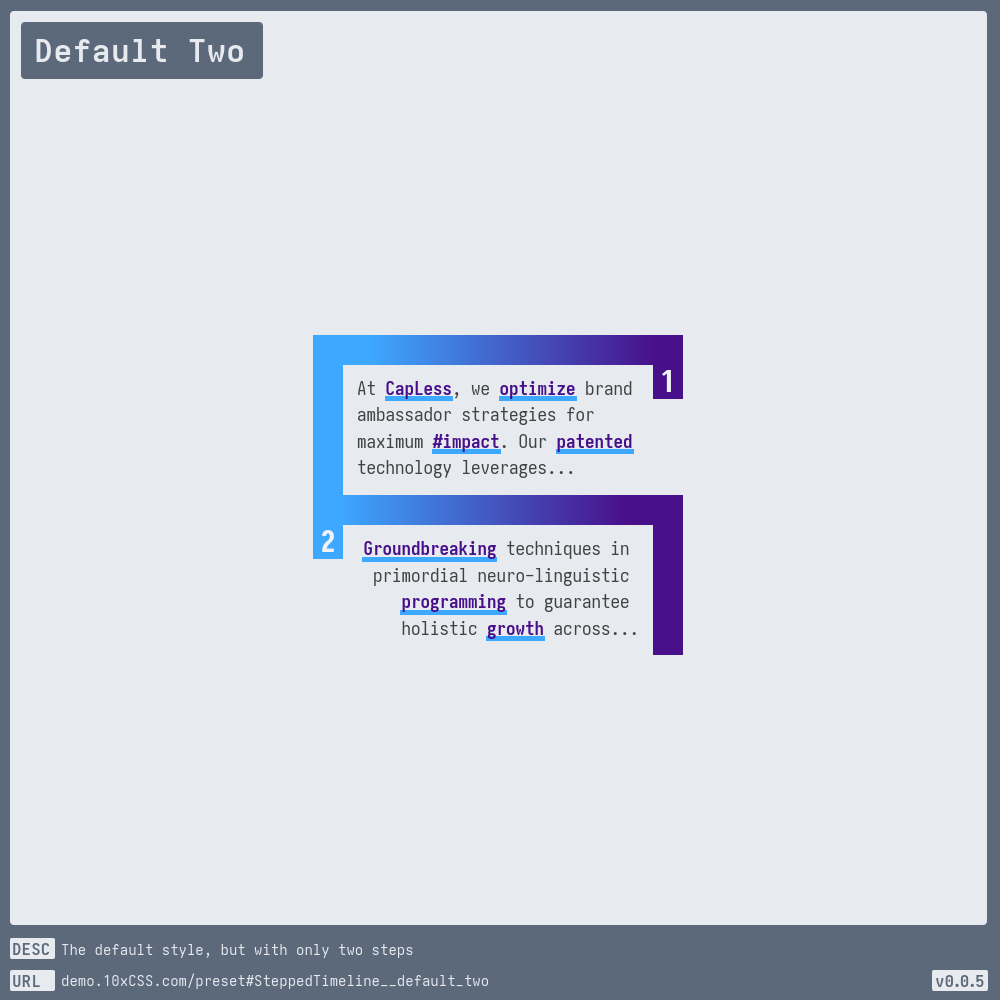 Default Two
1
At CapLess, we optimize brand
ambassador strategies for
maximum #impact. Our patented
technology leverages...
2
Groundbreaking techniques in
primordial neuro-linguistic
programming to guarantee
holistic growth across...
DESC The default style, but with only two steps
URL demo.10xCSS.com/preset#SteppedTimeline__default_two
v0.0.5